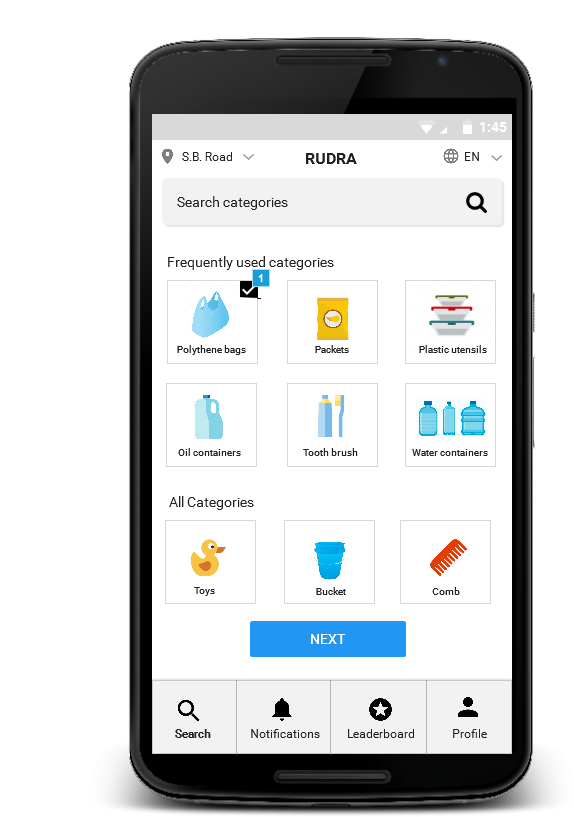 1:45
S.B. Road
RUDRA
EN
Search categories
Frequently used categories
1
Polythene bags
Packets
Plastic utensils
Oil containers
Tooth brush
Water containers
All Categories
Toys
Bucket
Comb
NEXT
Search
Notifications
Leaderboard
Profile